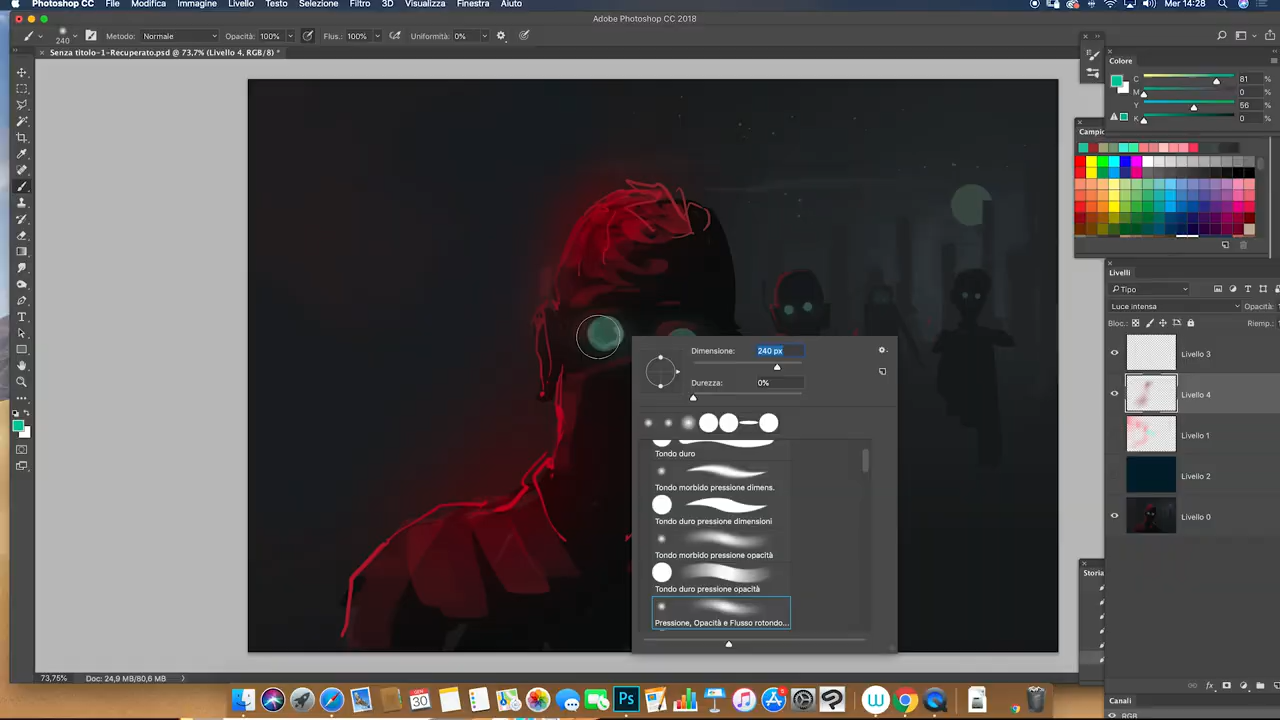 Photoshop CC File Modifica Immagine Livello Testo Selezione Filtro 3D Visualizza Finestra Aiuto Mer 14:28
Adobe Photoshop CC 2018
240 Metodo: Normale Opacità: 100% Flus.: 100% Uniformità: 0%
× Senza titolo-1-Recuperato.psd @ 73,7% (Livello 4, RGB/8) *
Colore
C 81 %
M 0 %
Y 56 %
K 0 %
Campio
Livelli
Tipo
Luce intensa Opacità:
Bloc.: Riemp.:
Livello 3
Livello 4
Livello 1
Livello 2
Livello 0
Dimensione: 240 px
Durezza: 0%
Tondo duro
Tondo morbido pressione dimens.
Tondo duro pressione dimensioni
Tondo morbido pressione opacità
Tondo duro pressione opacità
Pressione, Opacità e Flusso rotondo...
Storia
73,75% Doc: 24,9 MB/80,6 MB
APR
30
Ps
Canali
RGB